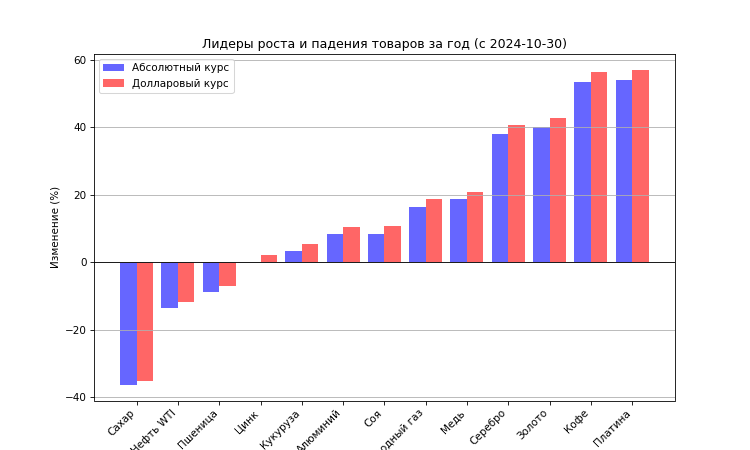 Лидеры роста и падения товаров за год (с 2024-10-30)
Абсолютный курс
Долларовый курс
Изменение (%)
60
40
20
0
−20
−40
Сахар
Нефть WTI
Пшеница
Цинк
Кукуруза
Алюминий
Соя
газ
Медь
Серебро
Золото
Кофе
Платина